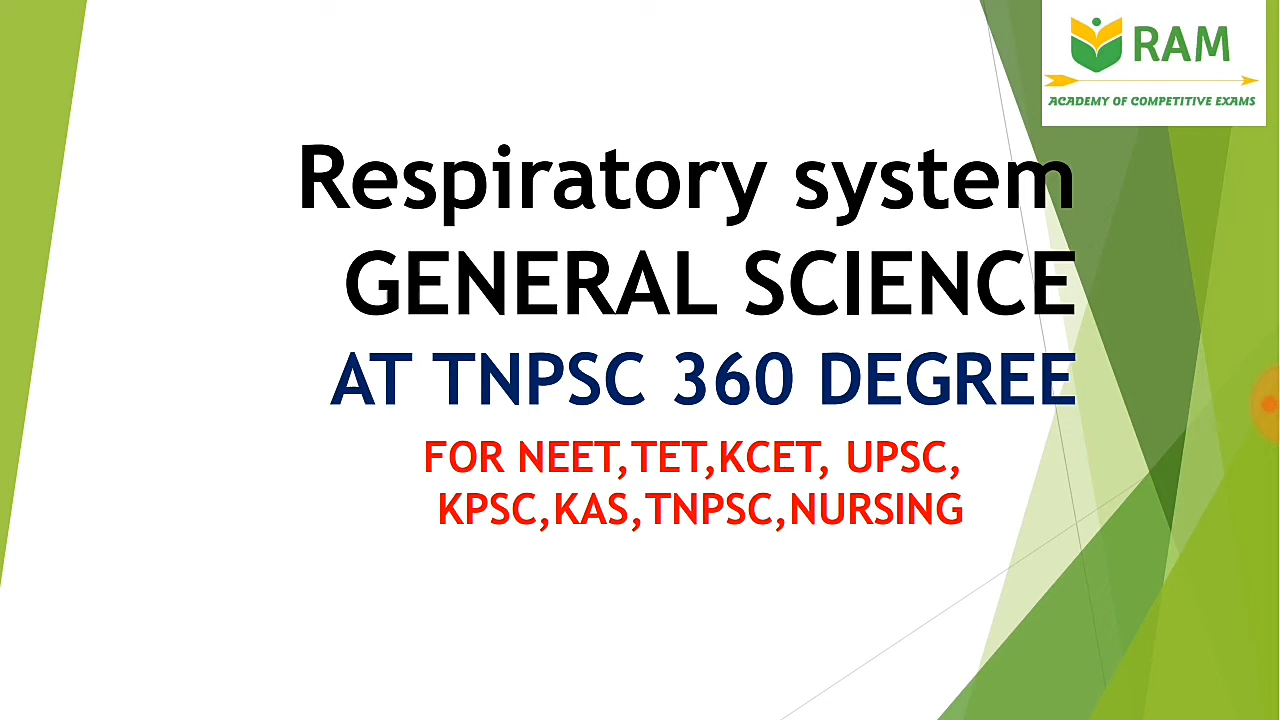 RAM
ACADEMY OF COMPETITIVE EXAMS
Respiratory system
GENERAL SCIENCE
AT TNPSC 360 DEGREE
FOR NEET,TET,KCET, UPSC,
KPSC,KAS,TNPSC,NURSING